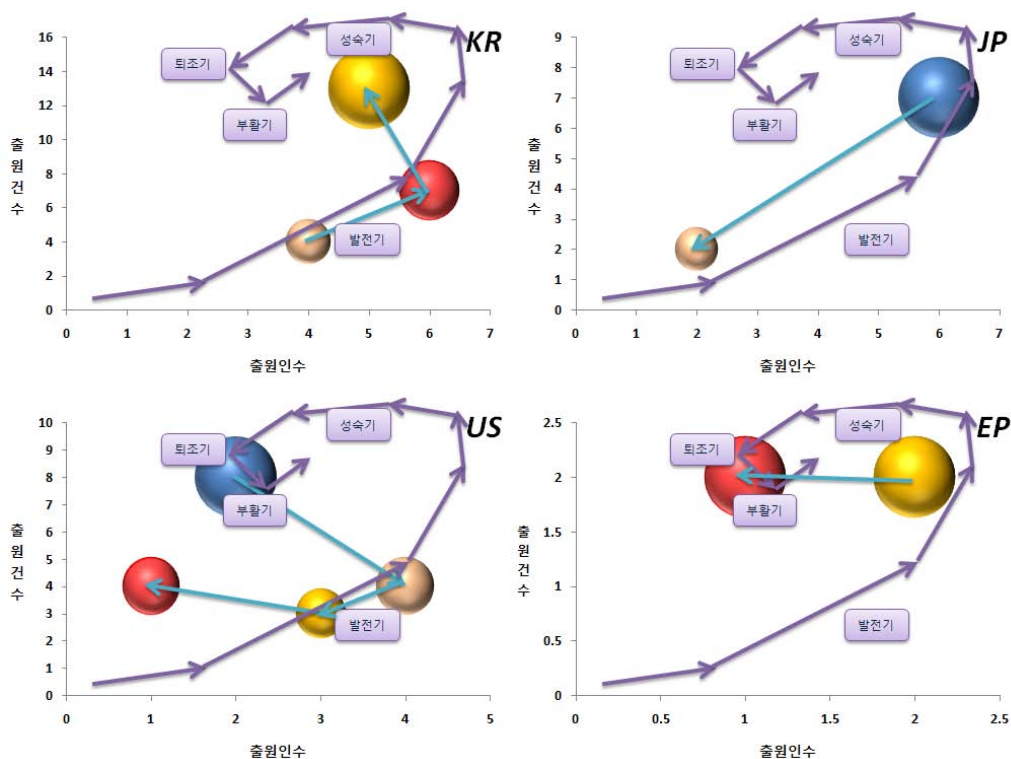 KR
16
14
12
10
8
6
4
2
0
0 1 2 3 4 5 6 7
출원건수
출원인수
성숙기
퇴조기
부활기
발전기
JP
9
8
7
6
5
4
3
2
1
0
0 1 2 3 4 5 6 7
출원건수
출원인수
성숙기
퇴조기
부활기
발전기
US
10
9
8
7
6
5
4
3
2
1
0
0 1 2 3 4 5
출원건수
출원인수
성숙기
퇴조기
부활기
발전기
EP
2.5
2
1.5
1
0.5
0
0 0.5 1 1.5 2 2.5
출원건수
출원인수
성숙기
퇴조기
부활기
발전기